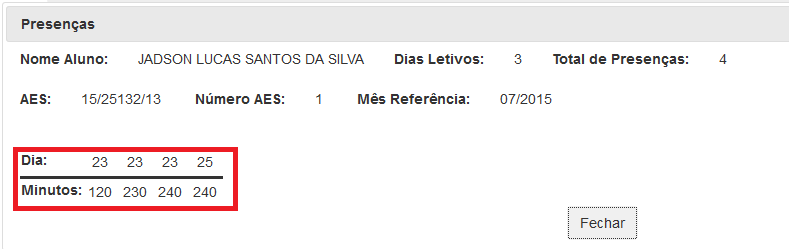 Presenças
Nome Aluno: JADSON LUCAS SANTOS DA SILVA Dias Letivos: 3 Total de Presenças: 4
AES: 15/25132/13 Número AES: 1 Mês Referência: 07/2015
Dia: 23 23 23 25
Minutos: 120 230 240 240
Fechar